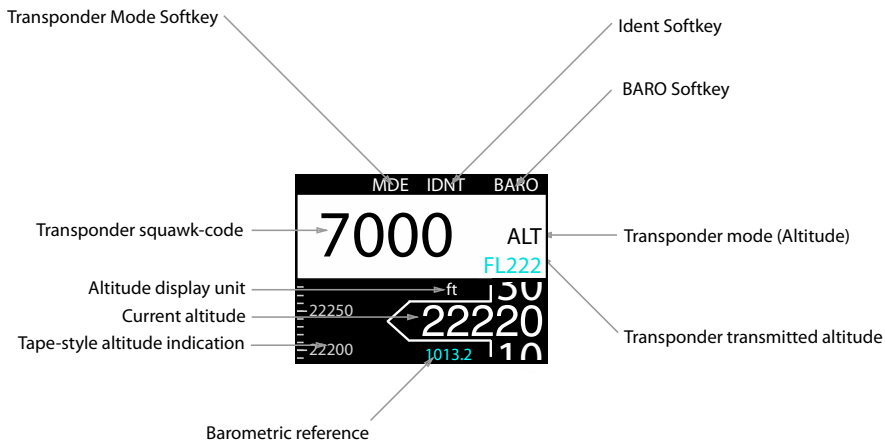 Transponder Mode Softkey
Ident Softkey
BARO Softkey
MDE IDNT BARO
Transponder squawk-code
7000
ALT
Transponder mode (Altitude)
FL222
Altitude display unit
ft
30
22250
Current altitude
22220
Transponder transmitted altitude
Tape-style altitude indication
22200
1013.2
10
Barometric reference